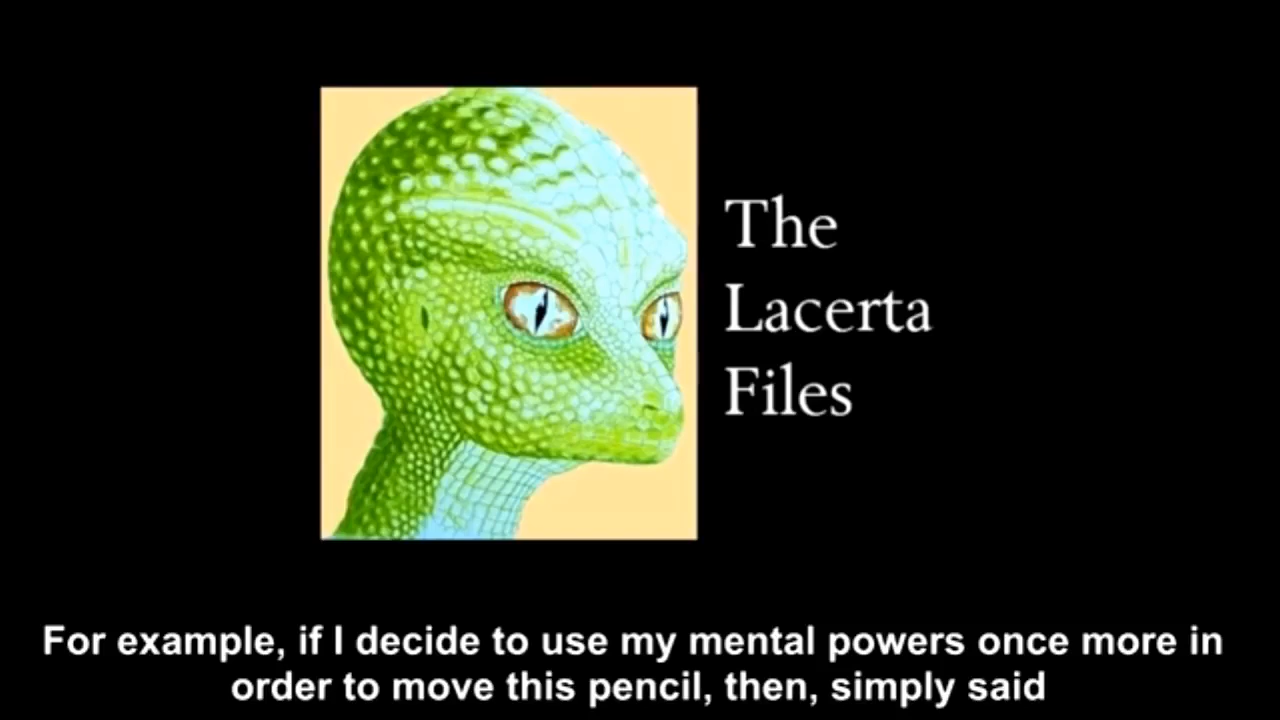 The
Lacerta
Files
For example, if I decide to use my mental powers once more in
order to move this pencil, then, simply said